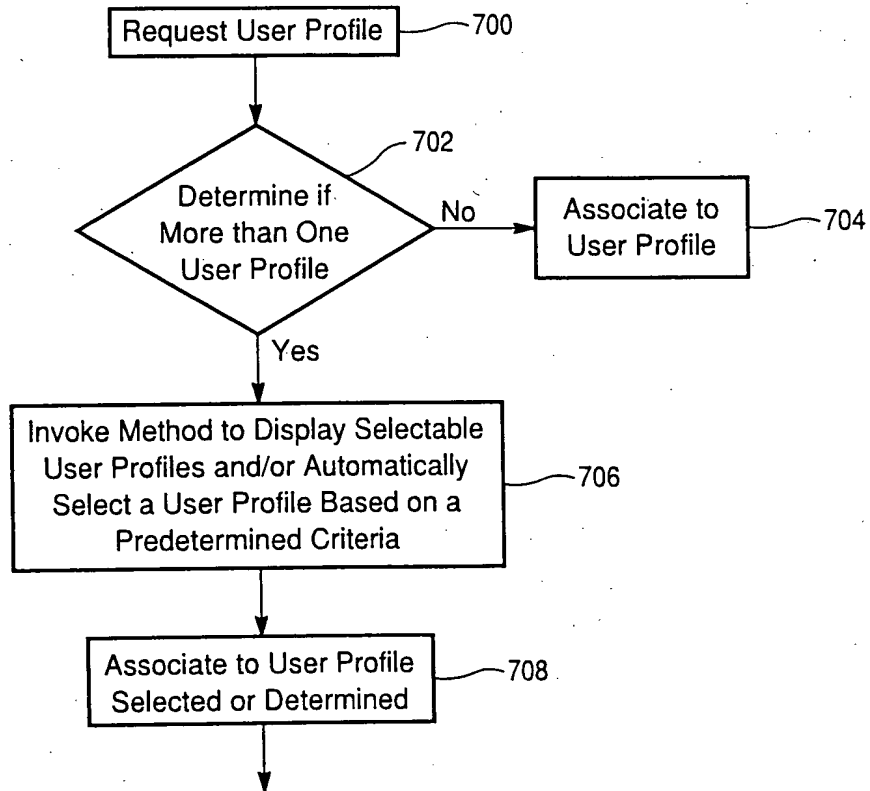 Request User Profile
700
702
Determine if
More than One
User Profile
No
Associate to
User Profile
704
Yes
Invoke Method to Display Selectable
User Profiles and/or Automatically
Select a User Profile Based on a
Predetermined Criteria
706
Associate to User Profile
Selected or Determined
708